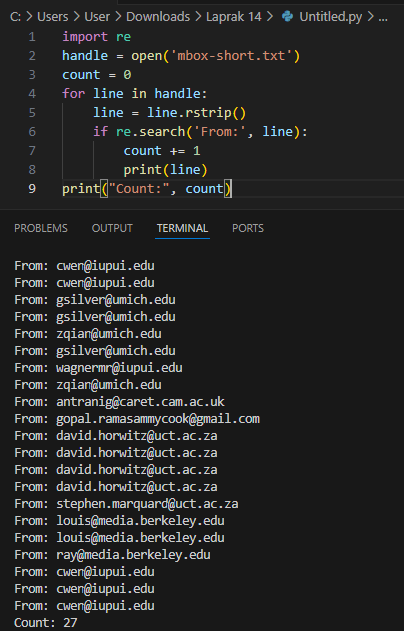 C: > Users > User > Downloads > Laprak 14 > Untitled.py > ...
1 import re
2 handle = open('mbox-short.txt')
3 count = 0
4 for line in handle:
5     line = line.rstrip()
6     if re.search('From:', line):
7         count += 1
8         print(line)
9 print("Count:", count)
PROBLEMS OUTPUT TERMINAL PORTS
From: cwen@iupui.edu
From: cwen@iupui.edu
From: gsilver@umich.edu
From: gsilver@umich.edu
From: zqian@umich.edu
From: gsilver@umich.edu
From: wagnermr@iupui.edu
From: zqian@umich.edu
From: antranig@caret.cam.ac.uk
From: gopal.ramasammycook@gmail.com
From: david.horwitz@uct.ac.za
From: david.horwitz@uct.ac.za
From: david.horwitz@uct.ac.za
From: david.horwitz@uct.ac.za
From: stephen.marquard@uct.ac.za
From: louis@media.berkeley.edu
From: louis@media.berkeley.edu
From: ray@media.berkeley.edu
From: cwen@iupui.edu
From: cwen@iupui.edu
From: cwen@iupui.edu
Count: 27